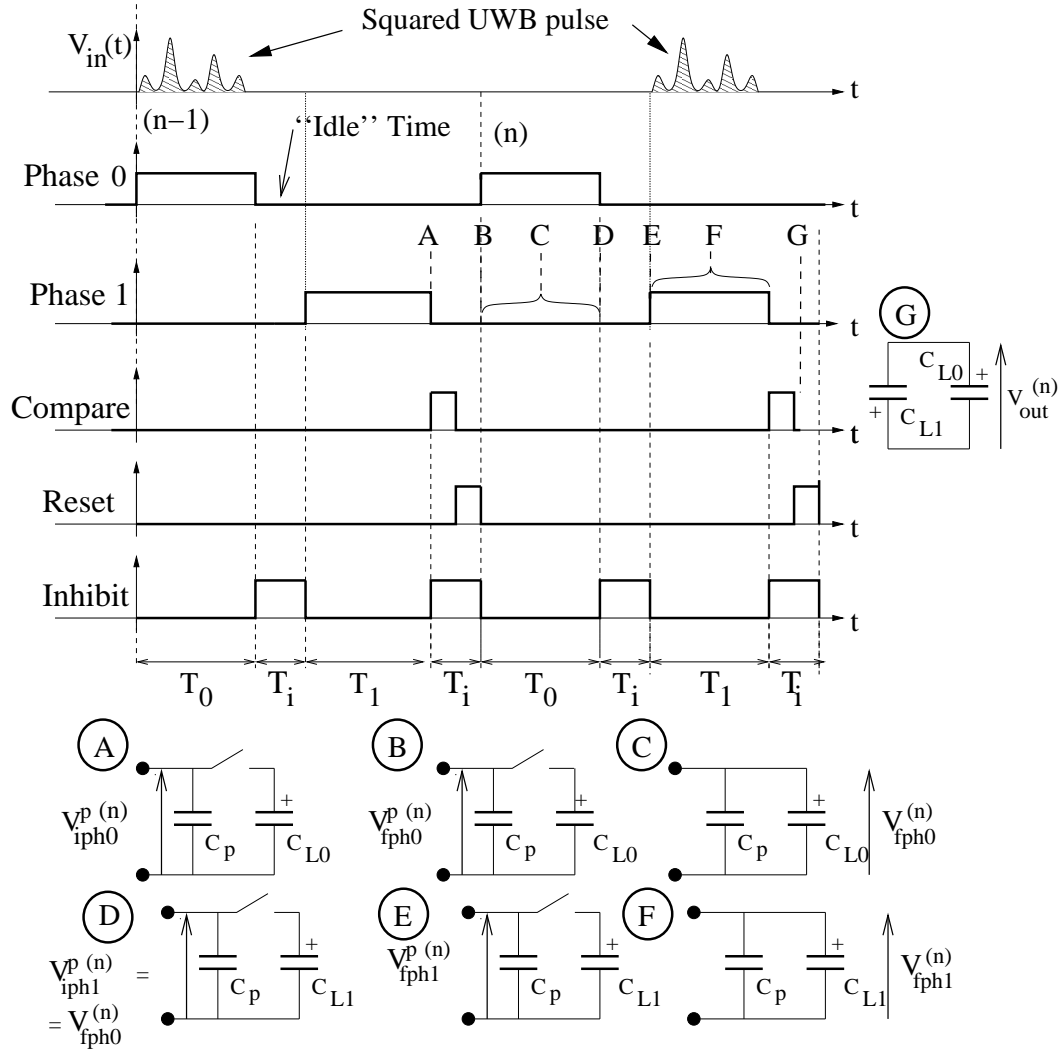 Squared UWB pulse
V_in(t)
t
(n−1)
‘‘Idle’’ Time
(n)
Phase 0
t
A B C D E F G
Phase 1
t
G
C_L0
+
+
C_L1
V_out^(n)
Compare
t
Reset
t
Inhibit
t
T_0 T_i T_1 T_i T_0 T_i T_1 T_i
A
V_iph0^p (n)
C_p
+
C_L0
B
V_fph0^p (n)
C_p
+
C_L0
C
C_p
+
C_L0
V_fph0^(n)
D
V_iph1^p (n) =
= V_fph0^(n)
C_p
+
C_L1
E
V_fph1^p (n)
C_p
+
C_L1
F
C_p
+
C_L1
V_fph1^(n)